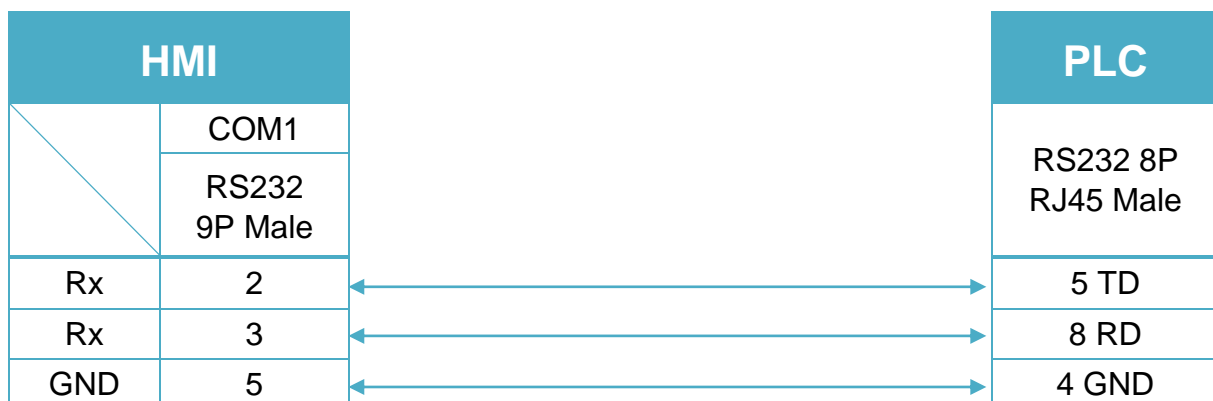 HMI
PLC
COM1
RS232
9P Male
RS232 8P
RJ45 Male
Rx 2 5 TD
Rx 3 8 RD
GND 5 4 GND